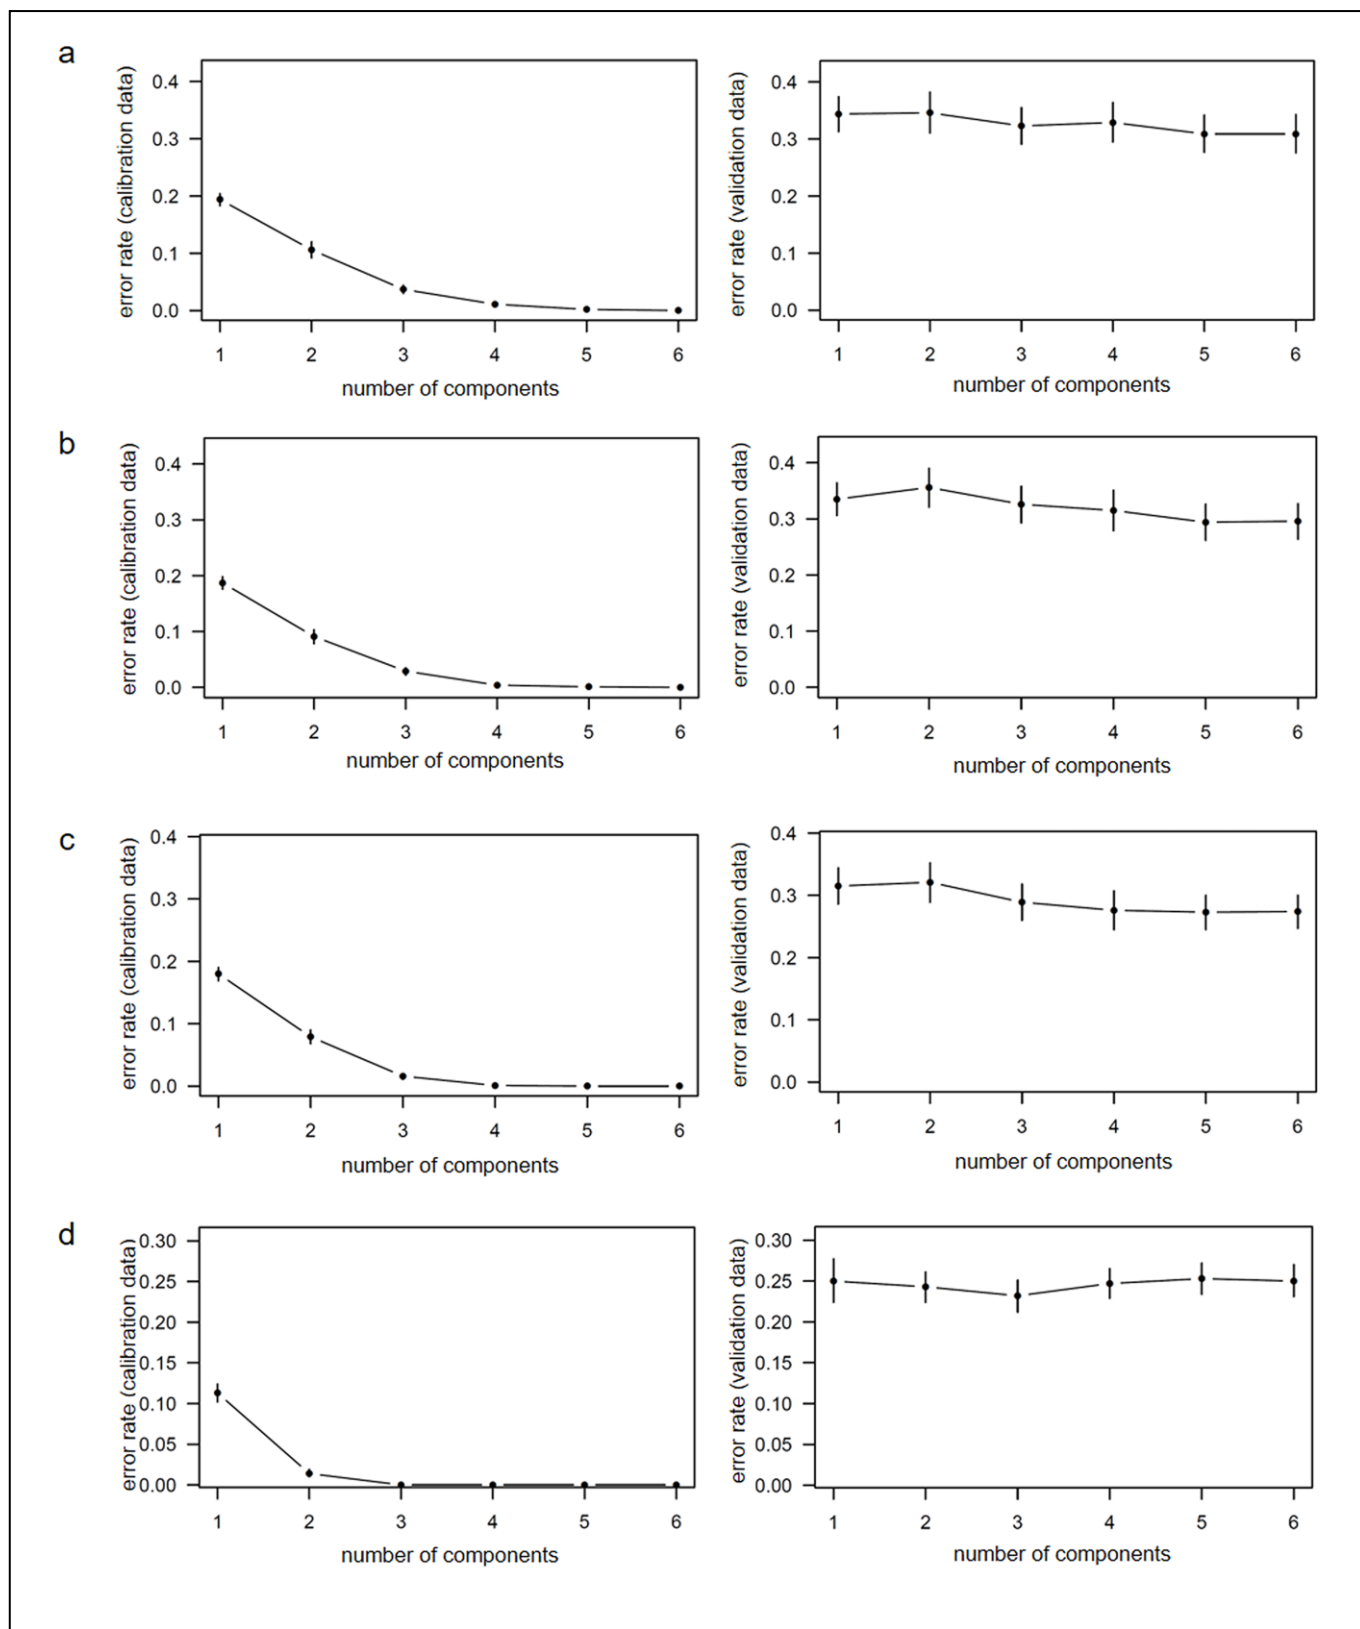 a
error rate (calibration data)
0.4
0.3
0.2
0.1
0.0
1 2 3 4 5 6
number of components
error rate (validation data)
0.4
0.3
0.2
0.1
0.0
1 2 3 4 5 6
number of components
b
error rate (calibration data)
0.4
0.3
0.2
0.1
0.0
1 2 3 4 5 6
number of components
error rate (validation data)
0.4
0.3
0.2
0.1
0.0
1 2 3 4 5 6
number of components
c
error rate (calibration data)
0.4
0.3
0.2
0.1
0.0
1 2 3 4 5 6
number of components
error rate (validation data)
0.4
0.3
0.2
0.1
0.0
1 2 3 4 5 6
number of components
d
error rate (calibration data)
0.30
0.25
0.20
0.15
0.10
0.05
0.00
1 2 3 4 5 6
number of components
error rate (validation data)
0.30
0.25
0.20
0.15
0.10
0.05
0.00
1 2 3 4 5 6
number of components